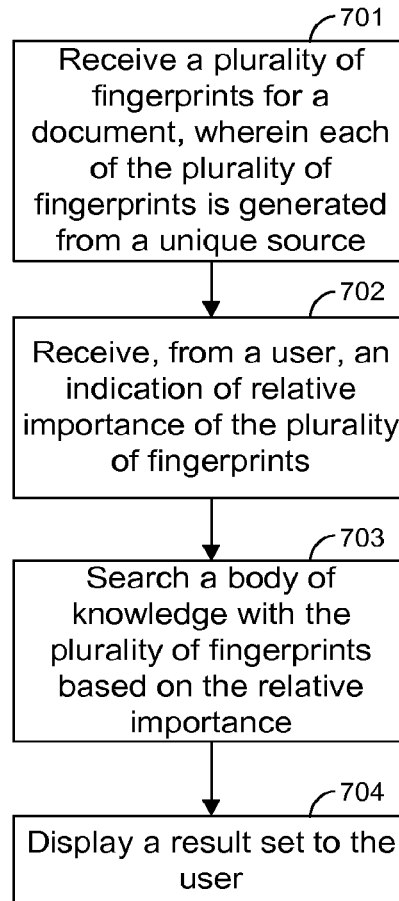 701
Receive a plurality of
fingerprints for a
document, wherein each
of the plurality of
fingerprints is generated
from a unique source
702
Receive, from a user, an
indication of relative
importance of the plurality
of fingerprints
703
Search a body of
knowledge with the
plurality of fingerprints
based on the relative
importance
704
Display a result set to the
user